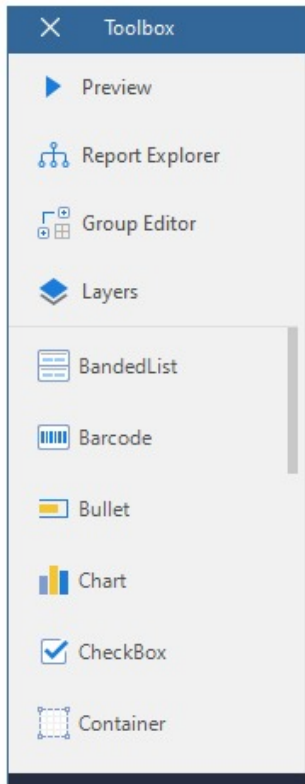 Toolbox
Preview
Report Explorer
Group Editor
Layers
BandedList
Barcode
Bullet
Chart
CheckBox
Container